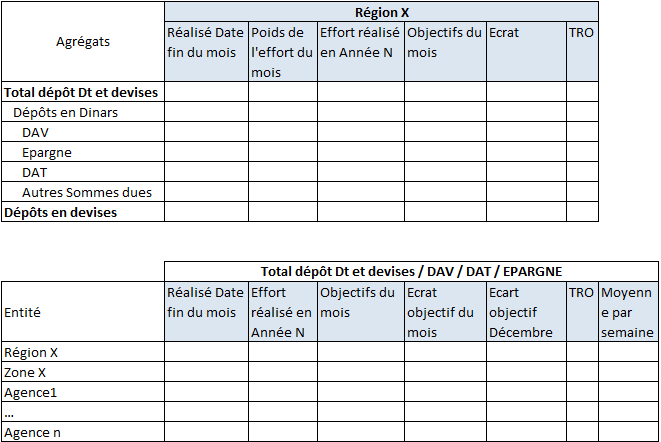 Région X
Agrégats
Réalisé Date
fin du mois
Poids de
l'effort du
mois
Effort réalisé
en Année N
Objectifs du
mois
Ecrat
TRO
Total dépôt Dt et devises
Dépôts en Dinars
DAV
Epargne
DAT
Autres Sommes dues
Dépôts en devises
Total dépôt Dt et devises / DAV / DAT / EPARGNE
Entité
Réalisé Date
fin du mois
Effort
réalisé en
Année N
Objectifs du
mois
Ecrat
objectif du
mois
Ecart
objectif
Décembre
TRO
Moyenn
e par
semaine
Région X
Zone X
Agence1
...
Agence n